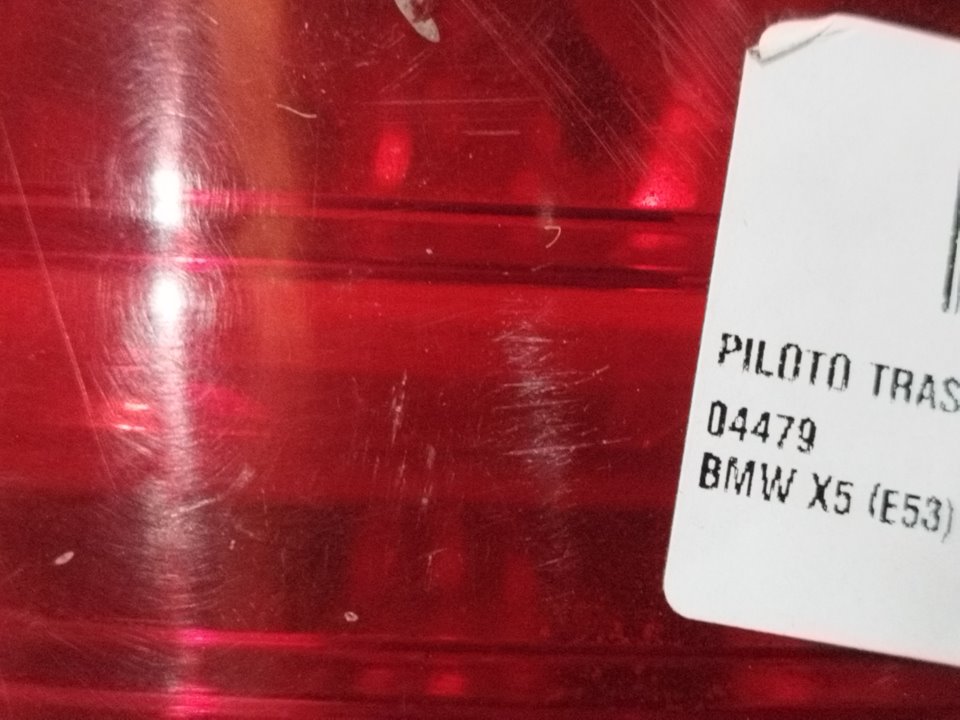 PILOTO TRAS
04479
BMW X5 (E53)